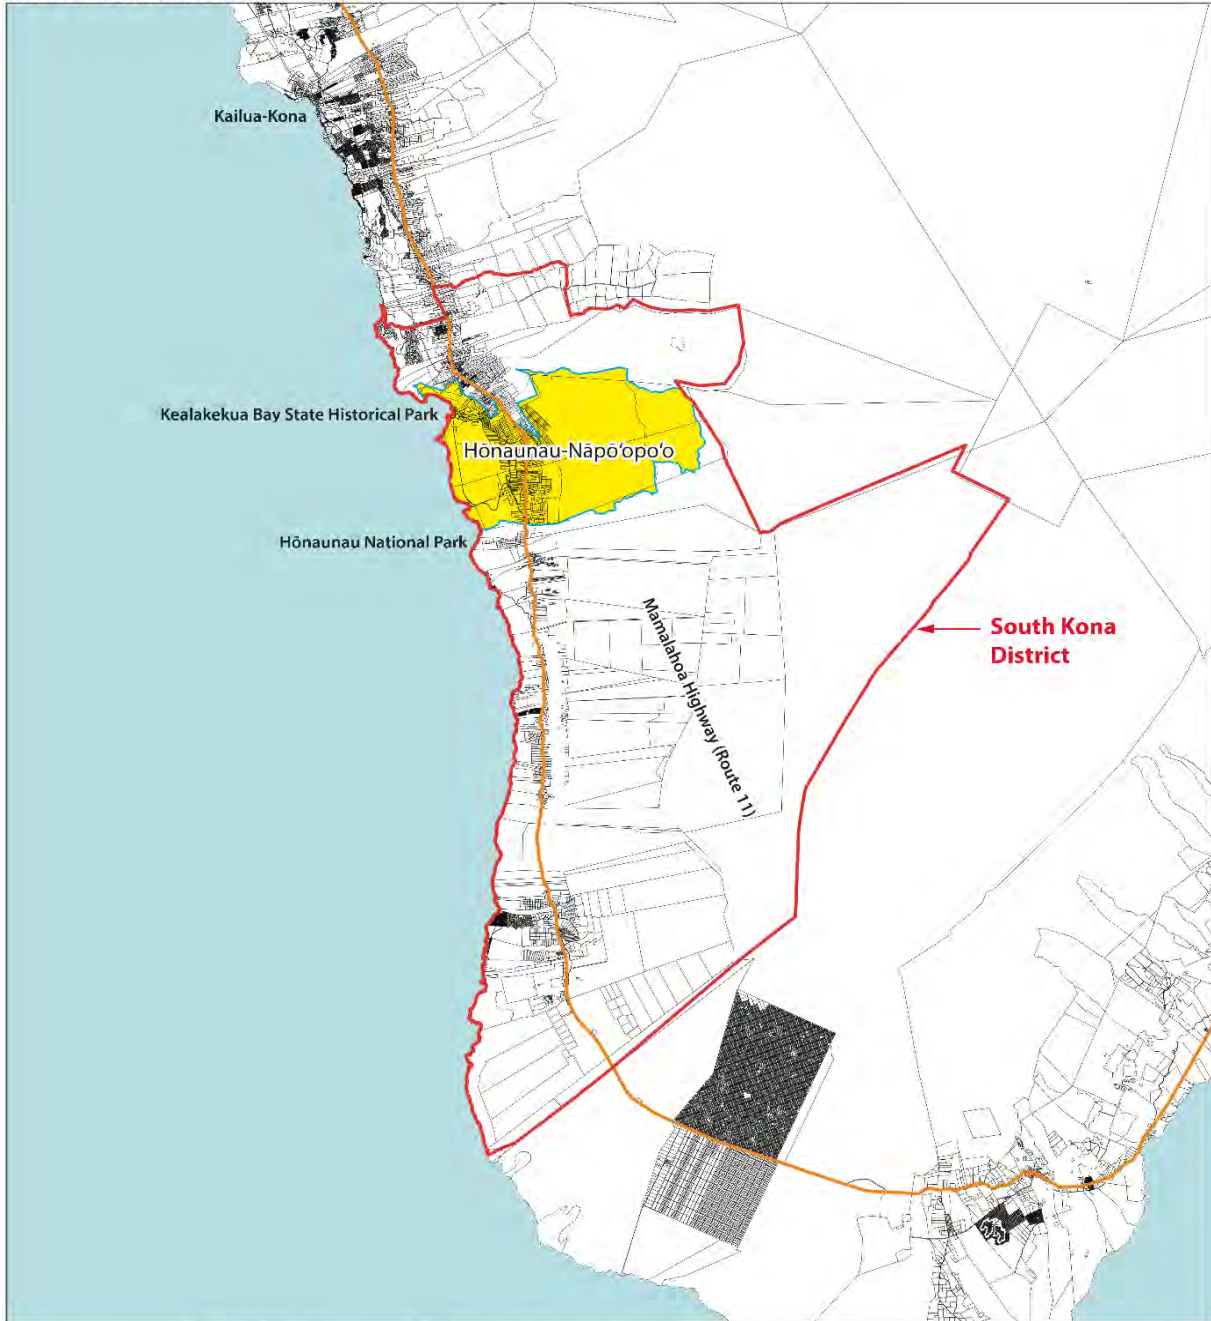 Kailua-Kona
Kealakekua Bay State Historical Park
Hōnaunau-Nāpōʻopoʻo
Hōnaunau National Park
Mamalahoa Highway (Route 11)
South Kona
District